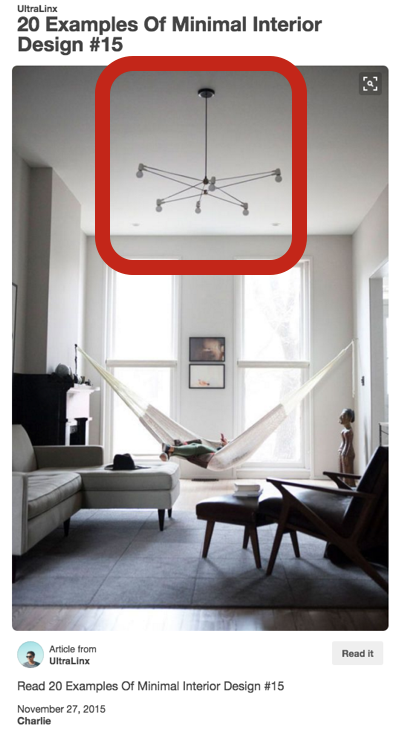 UltraLinx
20 Examples Of Minimal Interior
Design #15
Article from
UltraLinx
Read it
Read 20 Examples Of Minimal Interior Design #15
November 27, 2015
Charlie